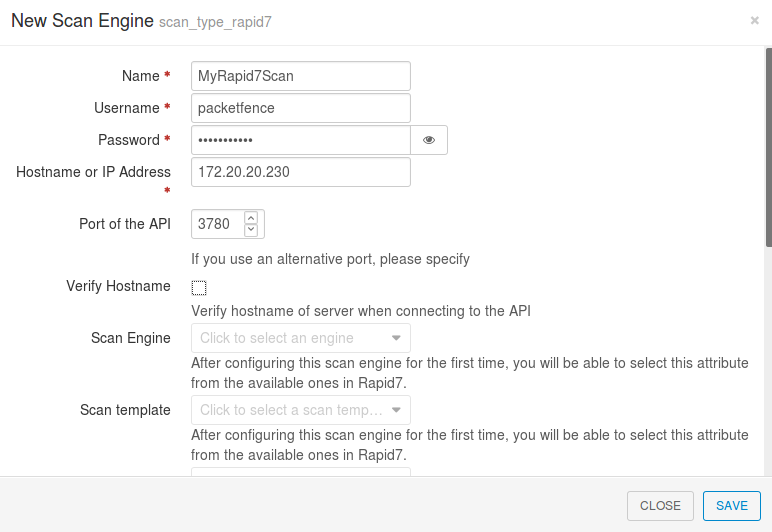 New Scan Engine scan_type_rapid7 ×
Name *
MyRapid7Scan
Username *
packetfence
Password *
•••••••••••
Hostname or IP Address *
172.20.20.230
Port of the API
3780
If you use an alternative port, please specify
Verify Hostname
Verify hostname of server when connecting to the API
Scan Engine
Click to select an engine
After configuring this scan engine for the first time, you will be able to select this attribute
from the available ones in Rapid7.
Scan template
Click to select a scan temp...
After configuring this scan engine for the first time, you will be able to select this attribute
from the available ones in Rapid7.
CLOSE
SAVE